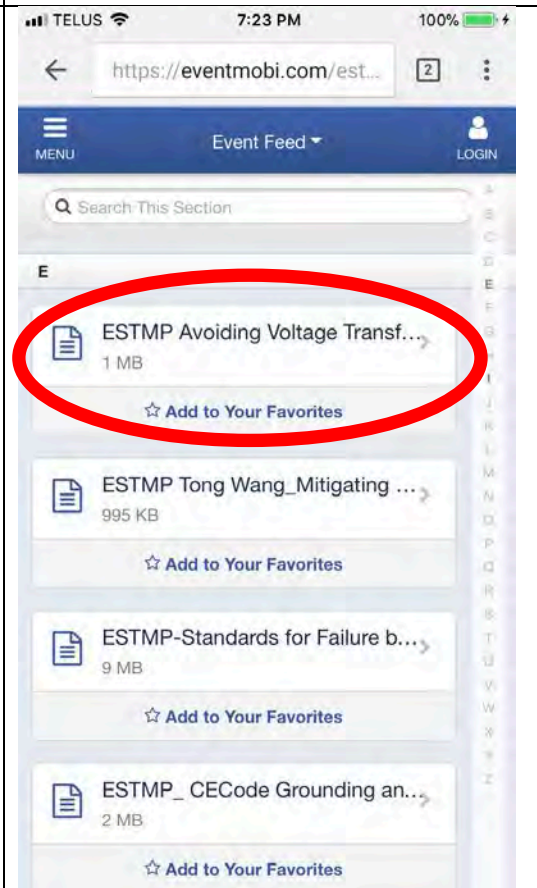 TELUS 7:23 PM 100%
https://eventmobi.com/est... 2
MENU Event Feed LOGIN
Search This Section
E
ESTMP Avoiding Voltage Transf...
1 MB
Add to Your Favorites
ESTMP Tong Wang_Mitigating ...
995 KB
Add to Your Favorites
ESTMP-Standards for Failure b...
9 MB
Add to Your Favorites
ESTMP_ CECode Grounding an...
2 MB
Add to Your Favorites
A
B
C
D
E
F
G
H
I
J
K
L
M
N
O
P
Q
R
S
T
U
V
W
X
Y
Z